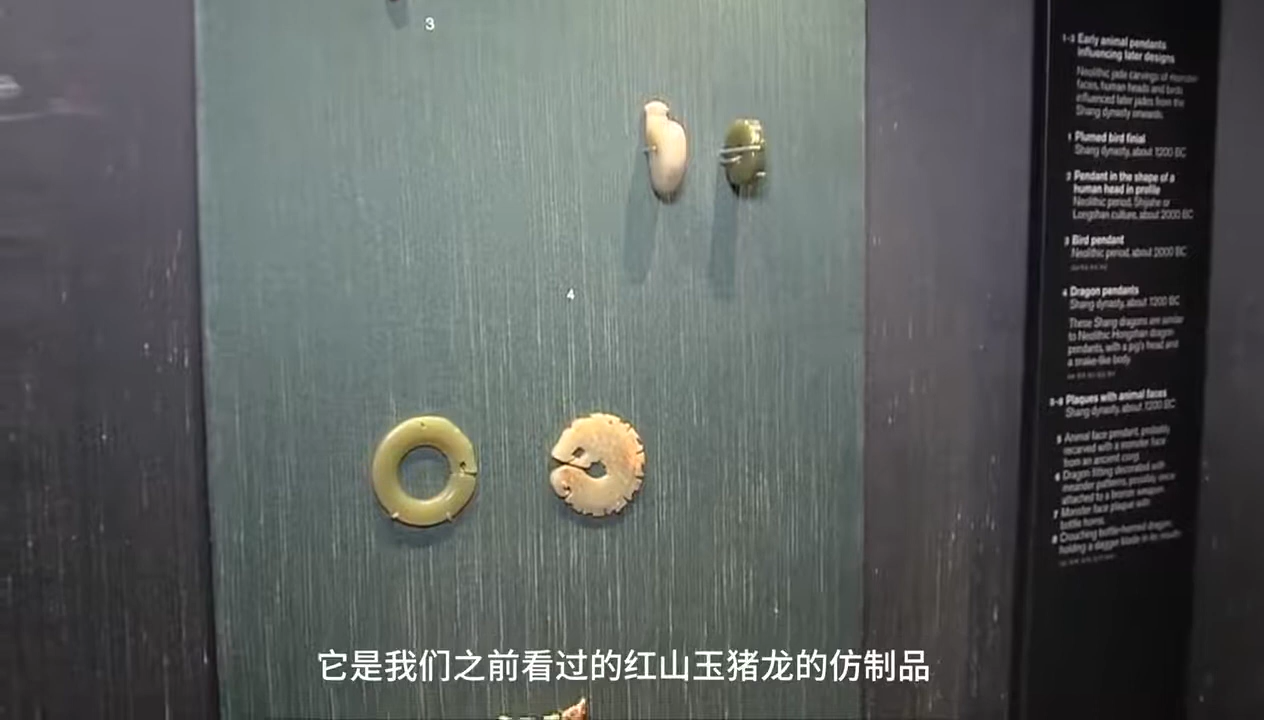 3
4
1-3 Early animal pendants
influencing later designs
Neolithic jade carvings of monster
faces, human heads and birds
influenced later jades from the
Shang dynasty onwards.
1 Plumed bird finial
Shang dynasty, about 1200 BC
2 Pendant in the shape of a
human head in profile
Neolithic period, Shijiahe or
Longshan culture, about 2000 BC
3 Bird pendant
Neolithic period, about 2000 BC
4 Dragon pendants
Shang dynasty, about 1200 BC
These Shang dragons are similar
to Neolithic Hongshan dragon
pendants, with a pig's head and
a snake-like body.
5-8 Plaques with animal faces
Shang dynasty, about 1200 BC
5 Animal face pendant, probably
recarved with a monster face
from an ancient cong
6 Dragon fitting decorated with
meander patterns, possibly once
attached to a bronze weapon
7 Monster face plaque with
bottle horns
8 Crouching bottle-horned dragon,
holding a dagger blade in its mouth
它是我们之前看过的红山玉猪龙的仿制品